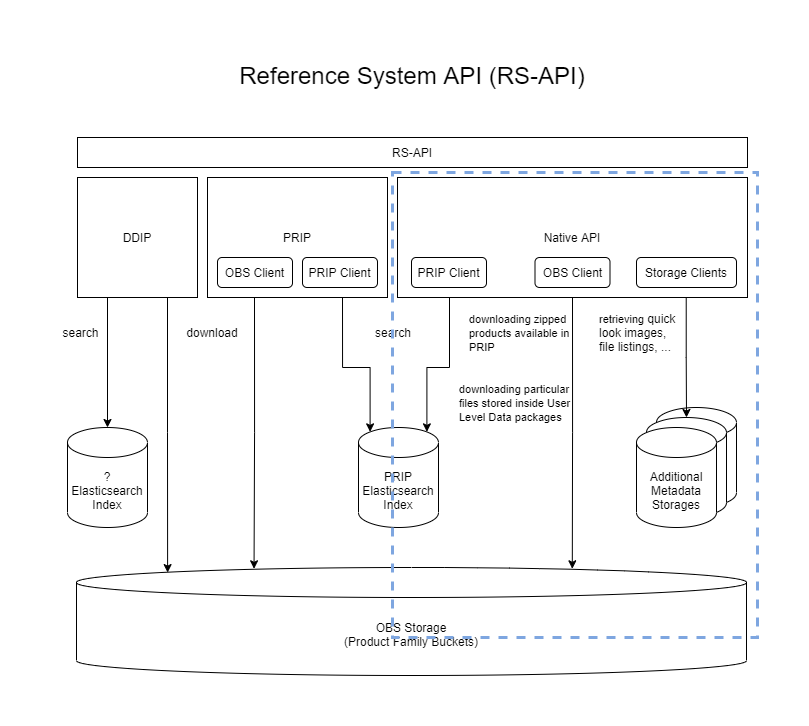 Reference System API (RS-API)
RS-API
DDIP
PRIP
Native API
OBS Client
PRIP Client
PRIP Client
OBS Client
Storage Clients
search
download
search
downloading zipped
products available in
PRIP
retrieving quick
look images,
file listings, ...
downloading particular
files stored inside User
Level Data packages
?
Elasticsearch
Index
PRIP
Elasticsearch
Index
Additional
Metadata
Storages
OBS Storage
(Product Family Buckets)